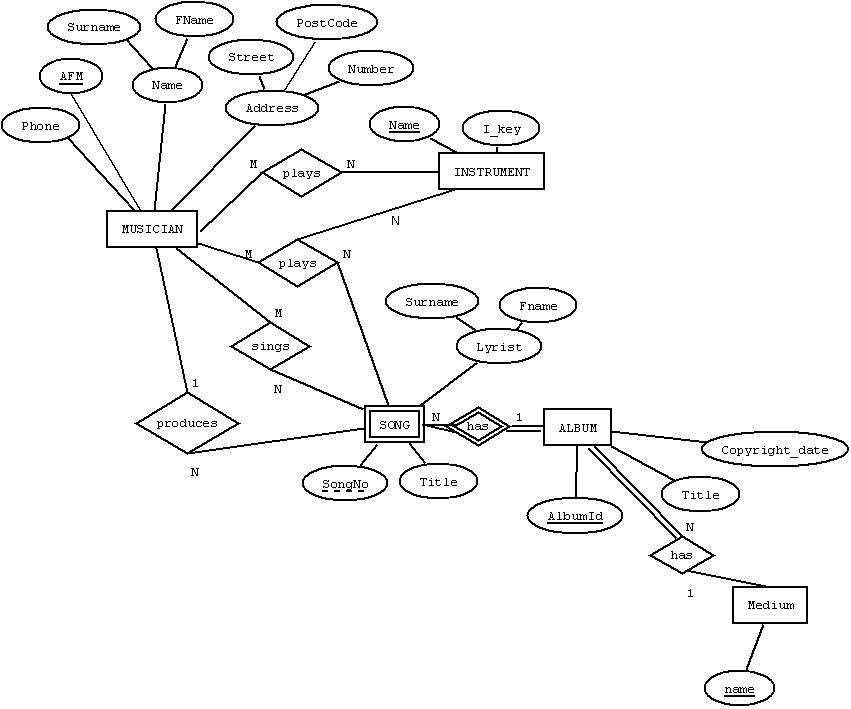 PostCode
FName
Surname
Street
Number
AFM
Name
Address
Phone
Name
I_key
M
N
plays
INSTRUMENT
MUSICIAN
N
M
N
plays
Surname
Fname
M
sings
Lyrist
1
N
produces
SONG
N
has
1
ALBUM
Copyright_date
N
SongNo
Title
Title
AlbumId
N
has
1
Medium
name